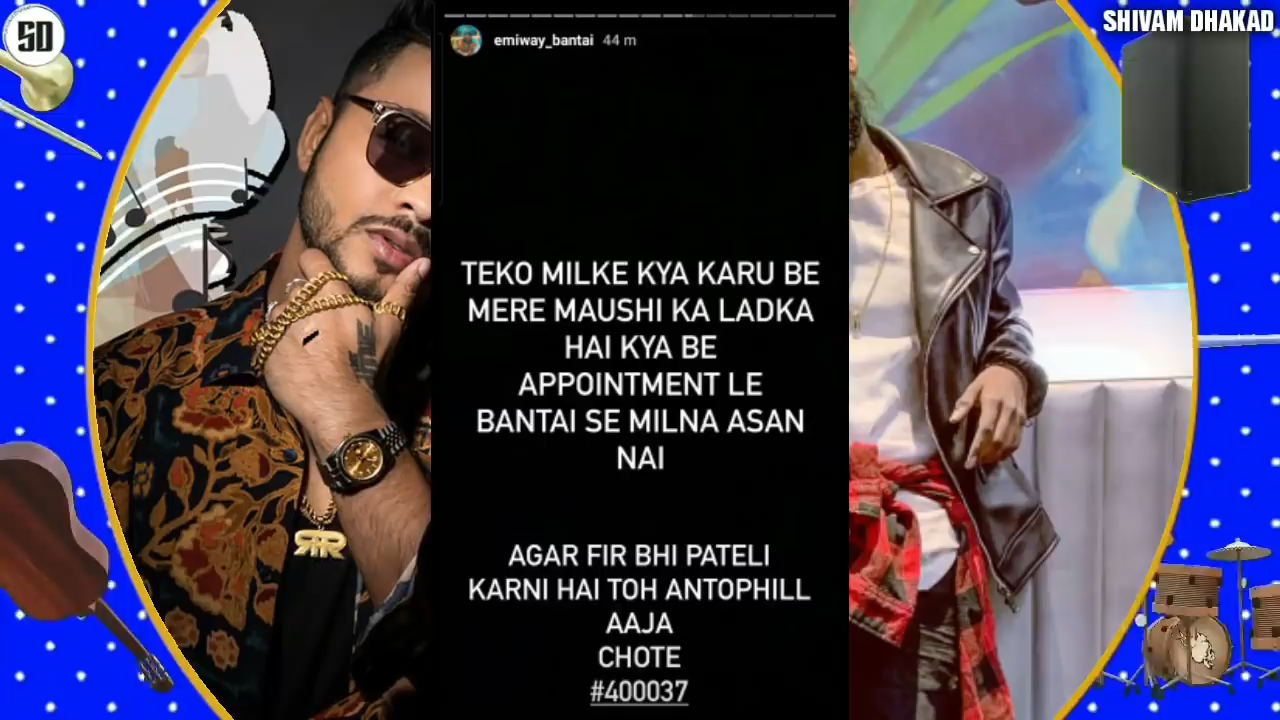 SD
SHIVAM DHAKAD
emiway_bantai 44 m
TEKO MILKE KYA KARU BE
MERE MAUSHI KA LADKA
HAI KYA BE
APPOINTMENT LE
BANTAI SE MILNA ASAN
NAI
AGAR FIR BHI PATELI
KARNI HAI TOH ANTOPHILL
AAJA
CHOTE
#400037